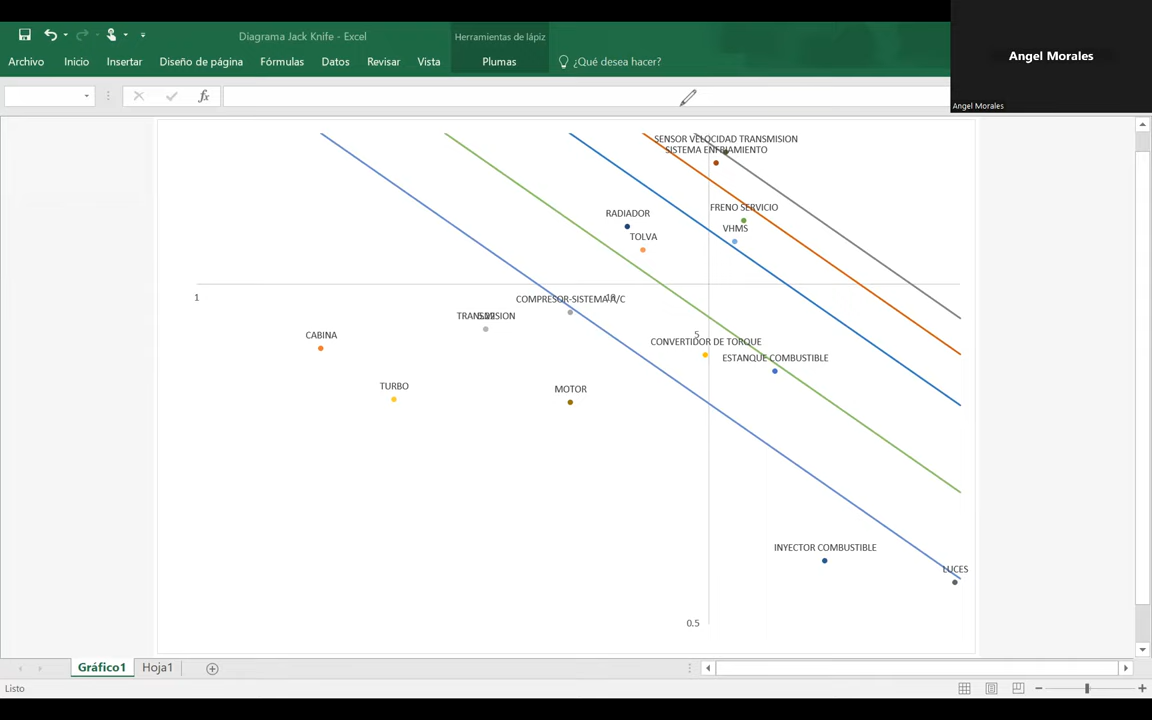 Diagrama Jack Knife - Excel
Herramientas de lápiz
Archivo Inicio Insertar Diseño de página Fórmulas Datos Revisar Vista Plumas ¿Qué desea hacer?
Angel Morales
Angel Morales
fx
SENSOR VELOCIDAD TRANSMISION
SISTEMA ENFRIAMIENTO
FRENO SERVICIO
RADIADOR
VHMS
TOLVA
1
10
COMPRESOR-SISTEMA A/C
TRANSMISION
CABINA
5
CONVERTIDOR DE TORQUE
ESTANQUE COMBUSTIBLE
TURBO
MOTOR
INYECTOR COMBUSTIBLE
LUCES
0.5
Gráfico1 Hoja1
Listo